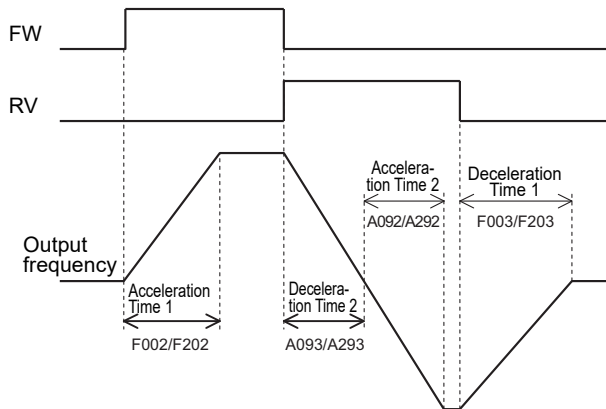 FW
RV
Accelera-
tion Time 2
A092/A292
Deceleration
Time 1
F003/F203
Output
frequency
Acceleration
Time 1
F002/F202
Decelera-
tion Time 2
A093/A293